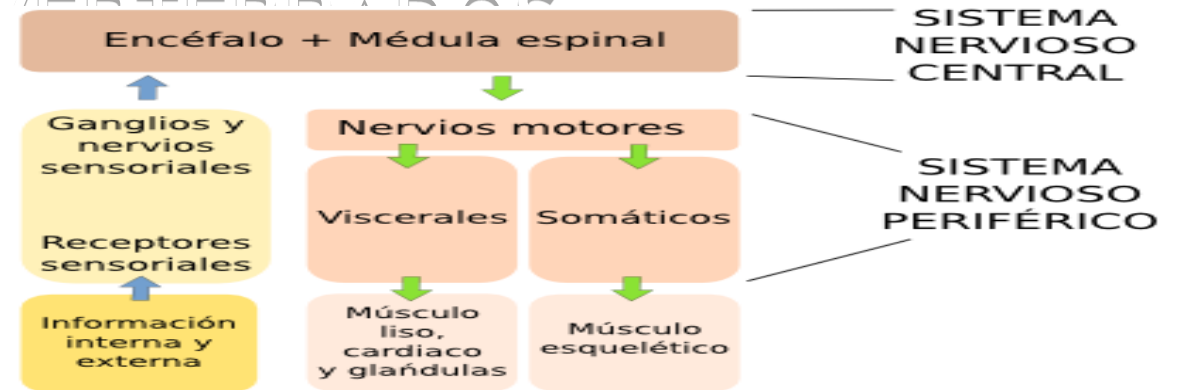 Encéfalo + Médula espinal
SISTEMA
NERVIOSO
CENTRAL
Ganglios y
nervios
sensoriales
Receptores
sensoriales
Información
interna y
externa
Nervios motores
Viscerales
Somáticos
Músculo
liso,
cardiaco
y glańdulas
Músculo
esquelético
SISTEMA
NERVIOSO
PERIFÉRICO